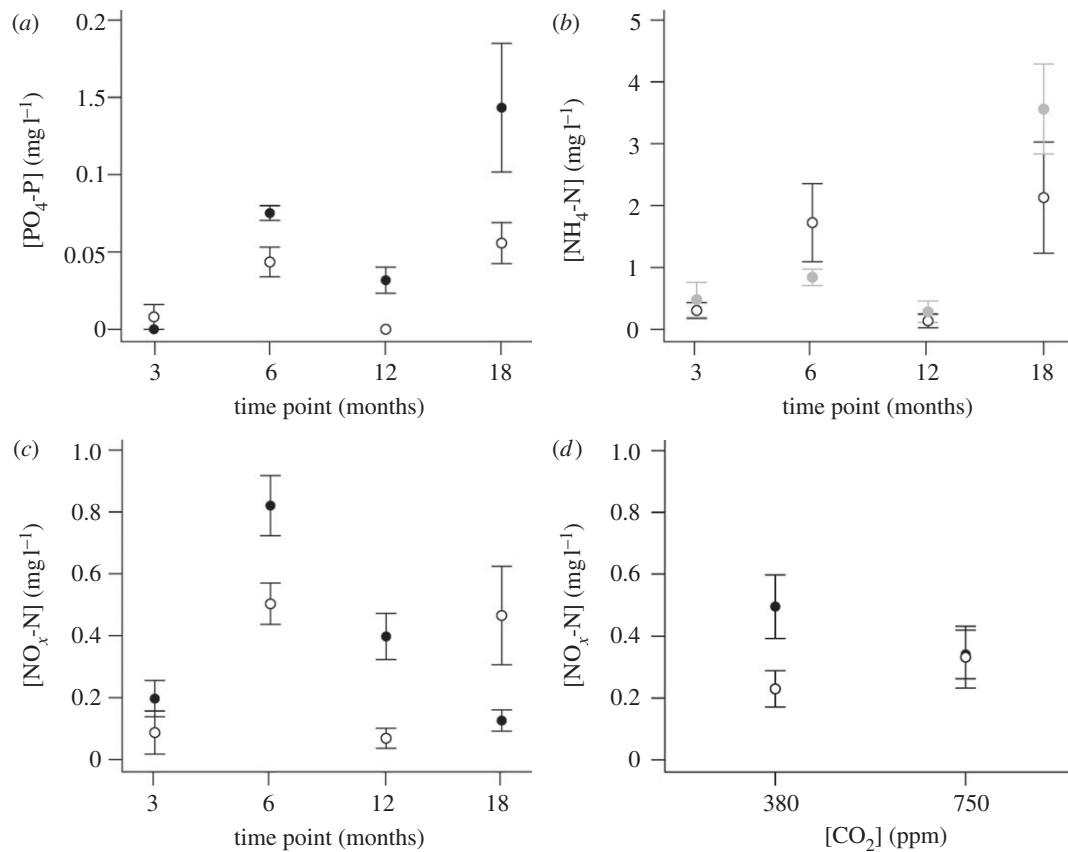 (a)
[PO4-P] (mg l−1)
0.2
1.5
0.1
0.05
0
3 6 12 18
time point (months)
(b)
[NH4-N] (mg l−1)
5
4
3
2
1
0
3 6 12 18
time point (months)
(c)
[NOx-N] (mg l−1)
1.0
0.8
0.6
0.4
0.2
0
3 6 12 18
time point (months)
(d)
[NOx-N] (mg l−1)
1.0
0.8
0.6
0.4
0.2
0
380 750
[CO2] (ppm)